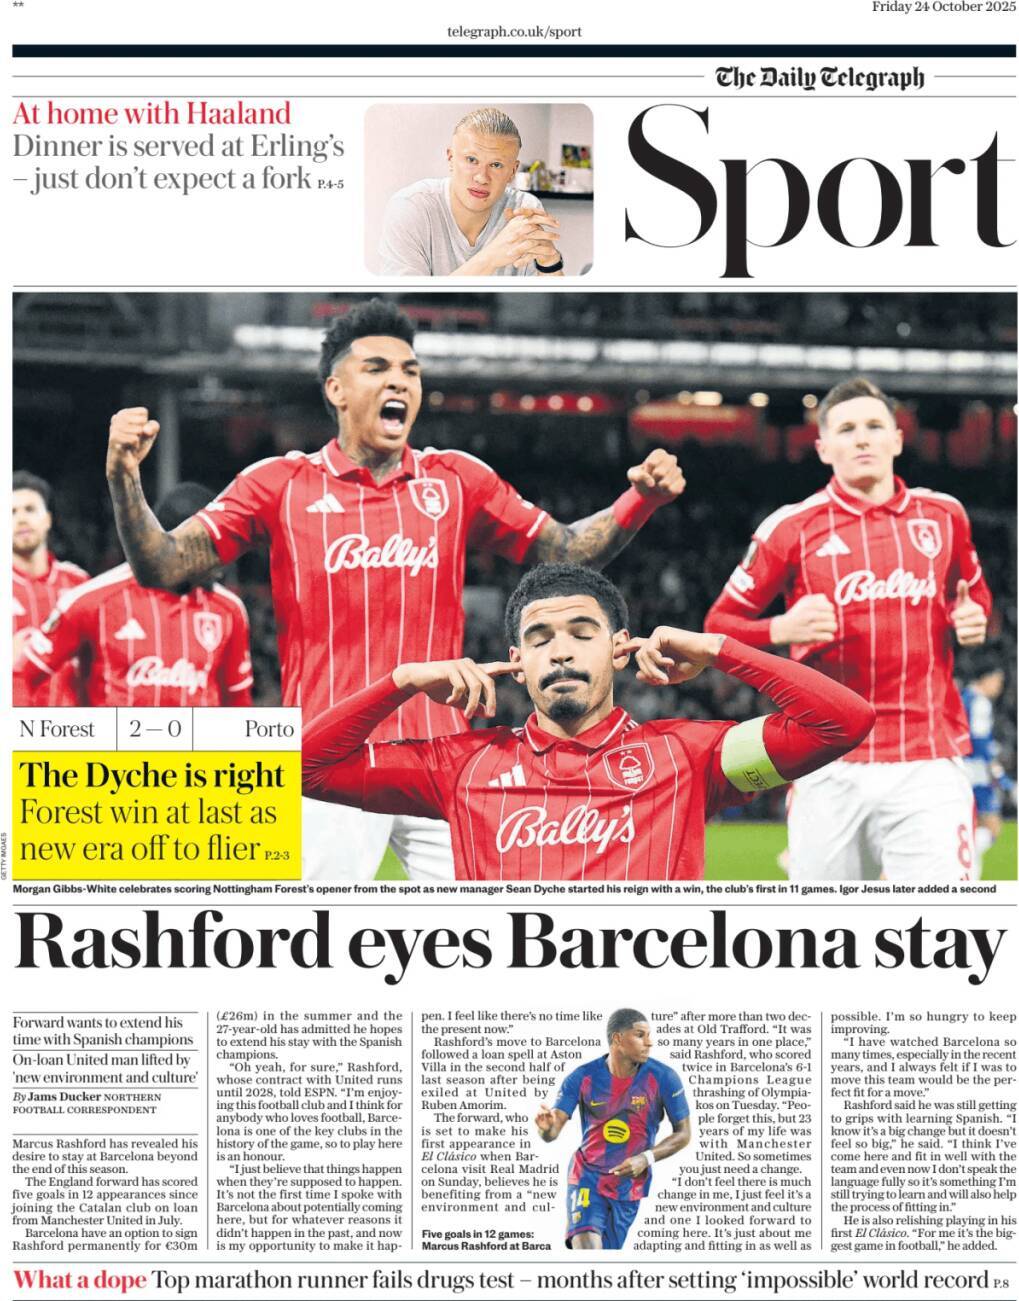 **
Friday 24 October 2025
telegraph.co.uk/sport
The Daily Telegraph
Sport
At home with Haaland
Dinner is served at Erling's
– just don't expect a fork P.4-5
Bally's
Bally's
Bally's
Bally's
8
N Forest 2 – 0 Porto
The Dyche is right
Forest win at last as
new era off to flier P.2-3
GETTY IMAGES
Morgan Gibbs-White celebrates scoring Nottingham Forest's opener from the spot as new manager Sean Dyche started his reign with a win, the club's first in 11 games. Igor Jesus later added a second
Rashford eyes Barcelona stay
Forward wants to extend his
time with Spanish champions
On-loan United man lifted by
'new environment and culture'
By Jams Ducker NORTHERN
FOOTBALL CORRESPONDENT
Marcus Rashford has revealed his
desire to stay at Barcelona beyond
the end of this season.
The England forward has scored
five goals in 12 appearances since
joining the Catalan club on loan
from Manchester United in July.
Barcelona have an option to sign
Rashford permanently for €30m
(£26m) in the summer and the
27-year-old has admitted he hopes
to extend his stay with the Spanish
champions.
"Oh yeah, for sure," Rashford,
whose contract with United runs
until 2028, told ESPN. "I'm enjoy-
ing this football club and I think for
anybody who loves football, Barce-
lona is one of the key clubs in the
history of the game, so to play here
is an honour.
"I just believe that things happen
when they're supposed to happen.
It's not the first time I spoke with
Barcelona about potentially coming
here, but for whatever reasons it
didn't happen in the past, and now
is my opportunity to make it hap-
pen. I feel like there's no time like
the present now."
Rashford's move to Barcelona
followed a loan spell at Aston
Villa in the second half of
last season after being
exiled at United by
Ruben Amorim.
The forward, who
is set to make his
first appearance in
El Clásico when Bar-
celona visit Real Madrid
on Sunday, believes he is
benefiting from a "new
environment and cul-
Five goals in 12 games:
Marcus Rashford at Barca
14
ture" after more than two dec-
ades at Old Trafford. "It was
so many years in one place,"
said Rashford, who scored
twice in Barcelona's 6-1
Champions League
thrashing of Olympia-
kos on Tuesday. "Peo-
ple forget this, but 23
years of my life was
with Manchester
United. So sometimes
you just need a change.
"I don't feel there is much
change in me, I just feel it's a
new environment and culture
and one I looked forward to
coming here. It's just about me
adapting and fitting in as well as
possible. I'm so hungry to keep
improving.
"I have watched Barcelona so
many times, especially in the recent
years, and I always felt if I was to
move this team would be the per-
fect fit for a move."
Rashford said he was still getting
to grips with learning Spanish. "I
know it's a big change but it doesn't
feel so big," he said. "I think I've
come here and fit in well with the
team and even now I don't speak the
language fully so it's something I'm
still trying to learn and will also help
the process of fitting in."
He is also relishing playing in his
first El Clásico. "For me it's the big-
gest game in football," he added.
What a dope Top marathon runner fails drugs test – months after setting 'impossible' world record P.8